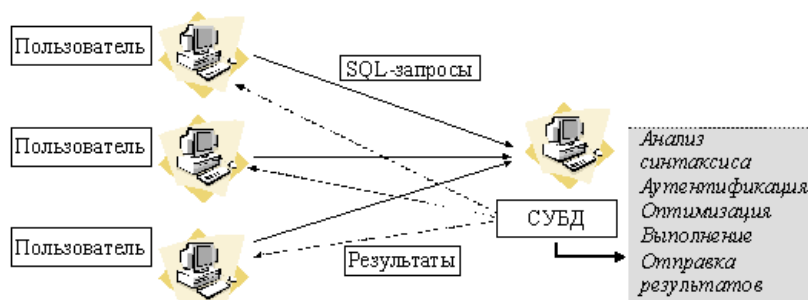 Пользователь
SQL-запросы
Пользователь
Пользователь
СУБД
Результаты
Анализ
синтаксиса
Аутентификация
Оптимизация
Выполнение
Отправка
результатов